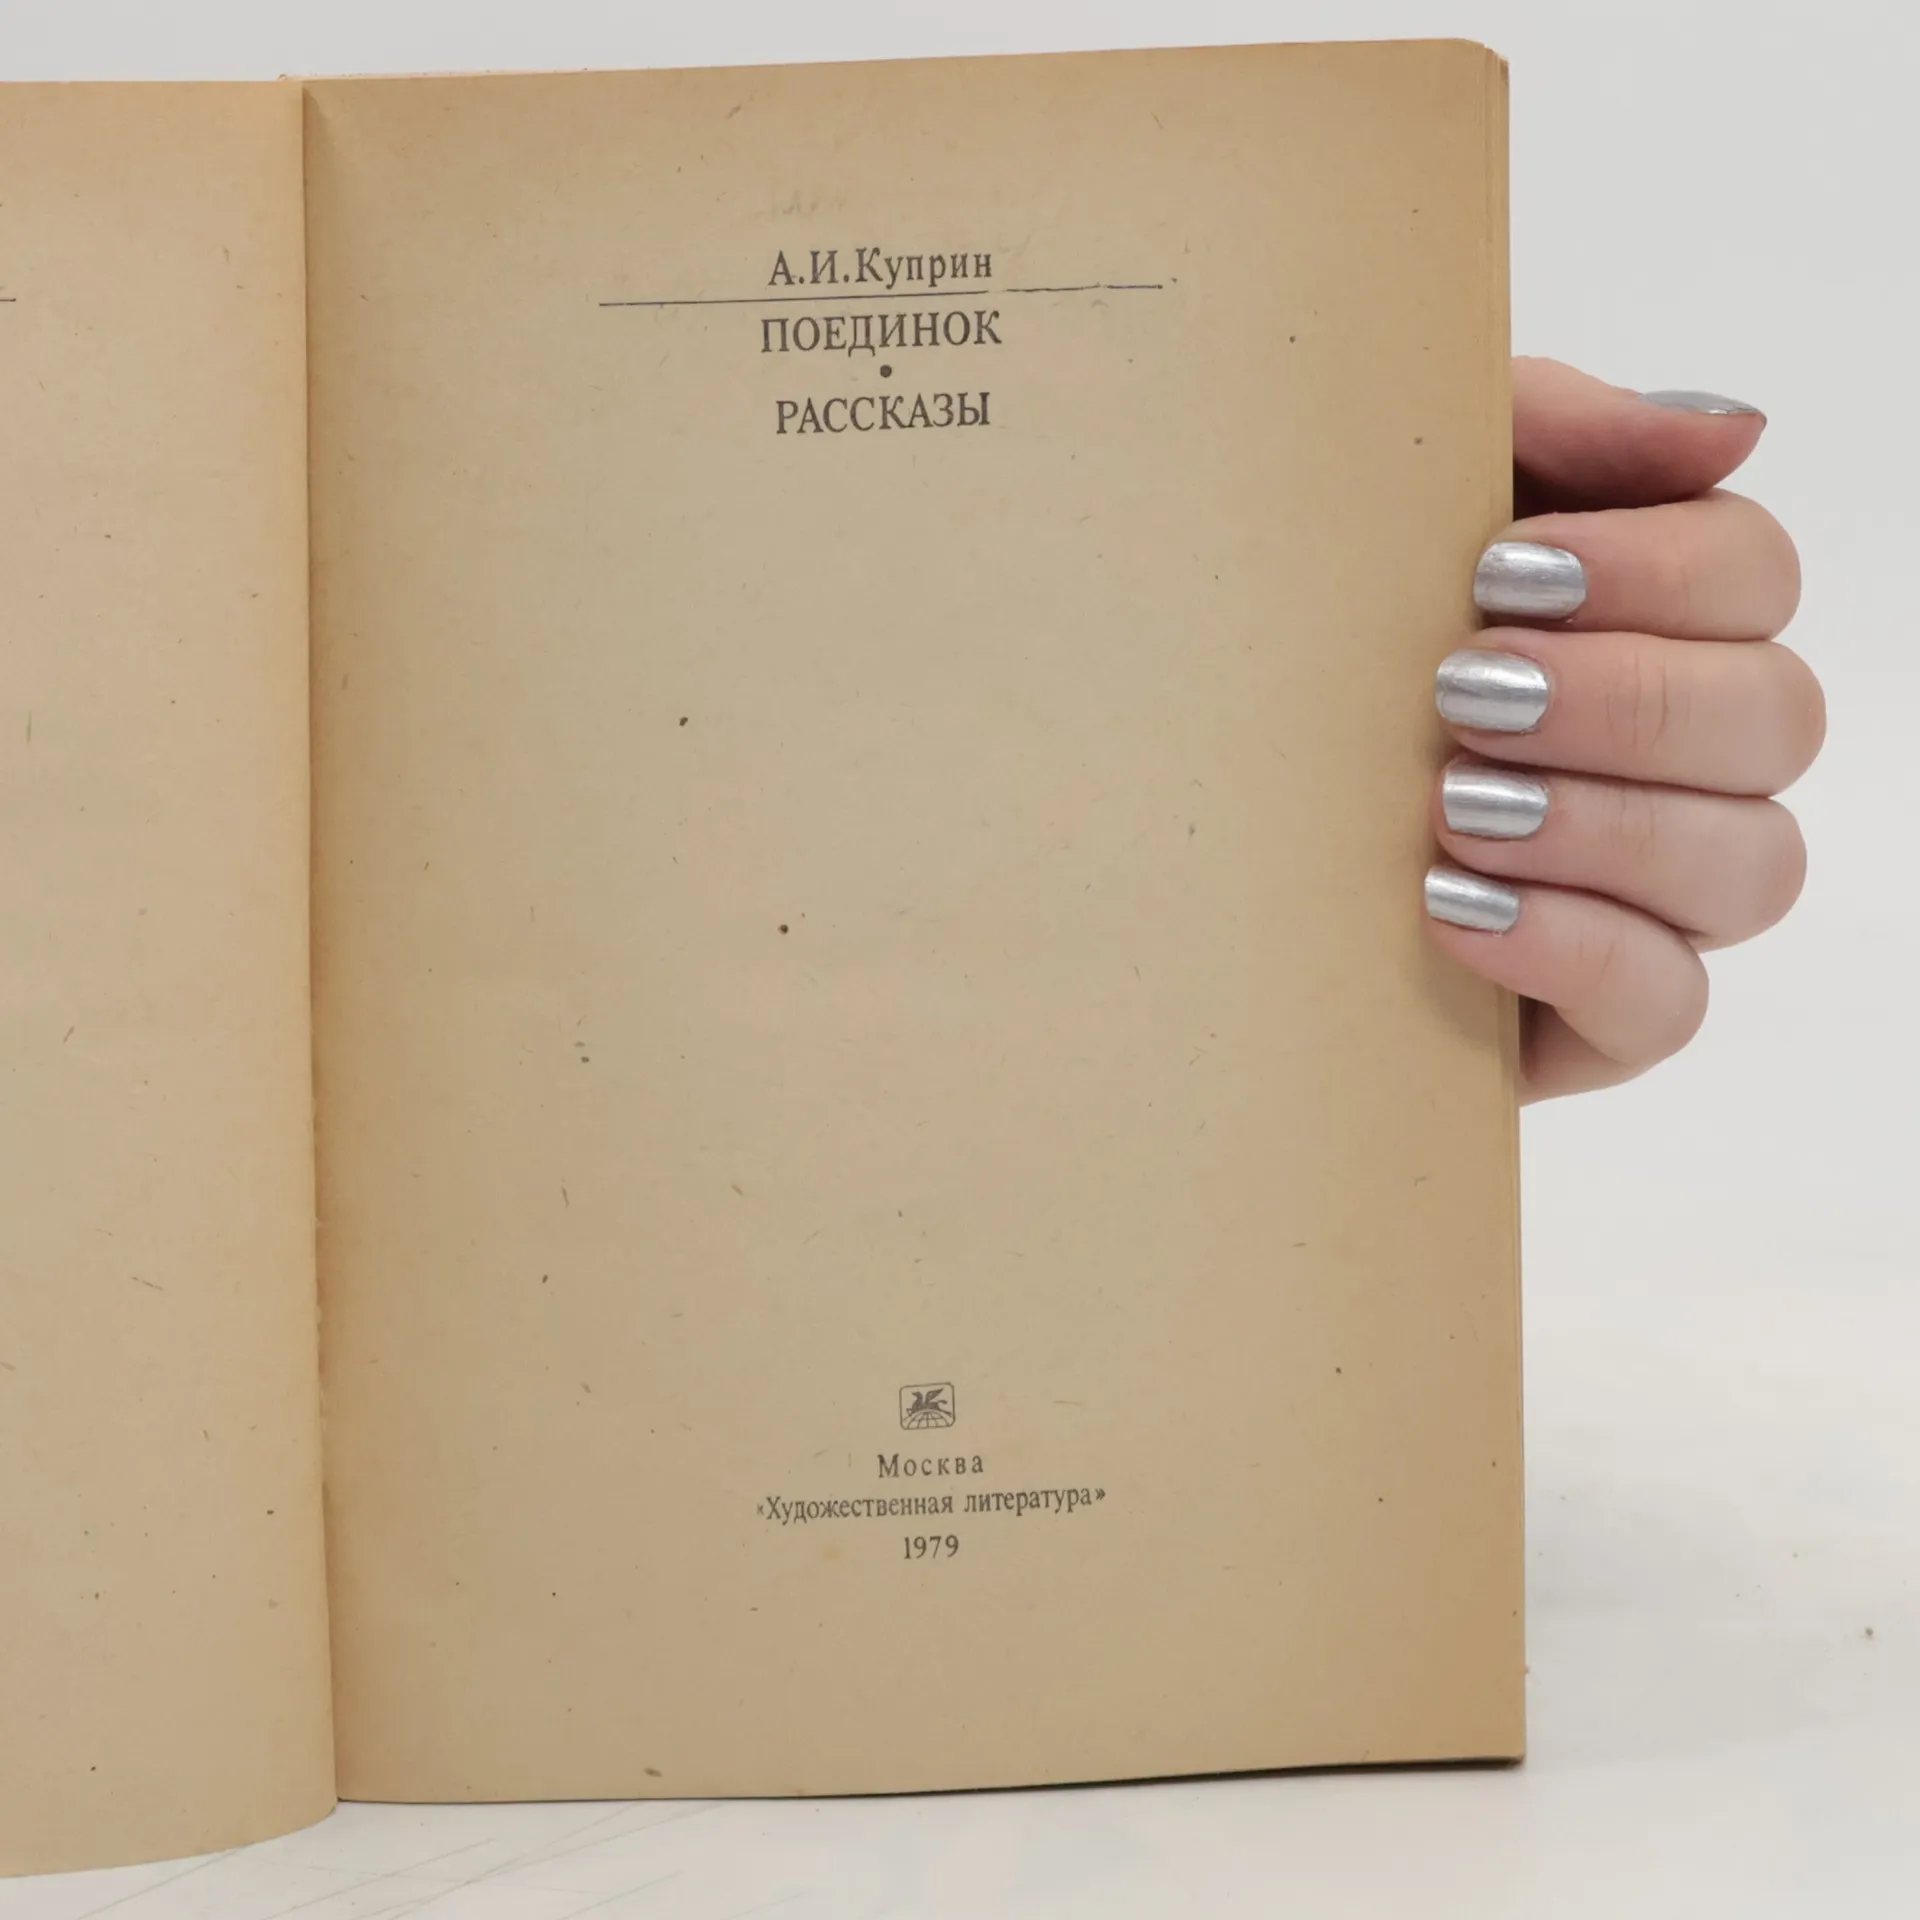 А.И.Куприн
ПОЕДИНОК
•
РАССКАЗЫ
Москва
«Художественная литература»
1979